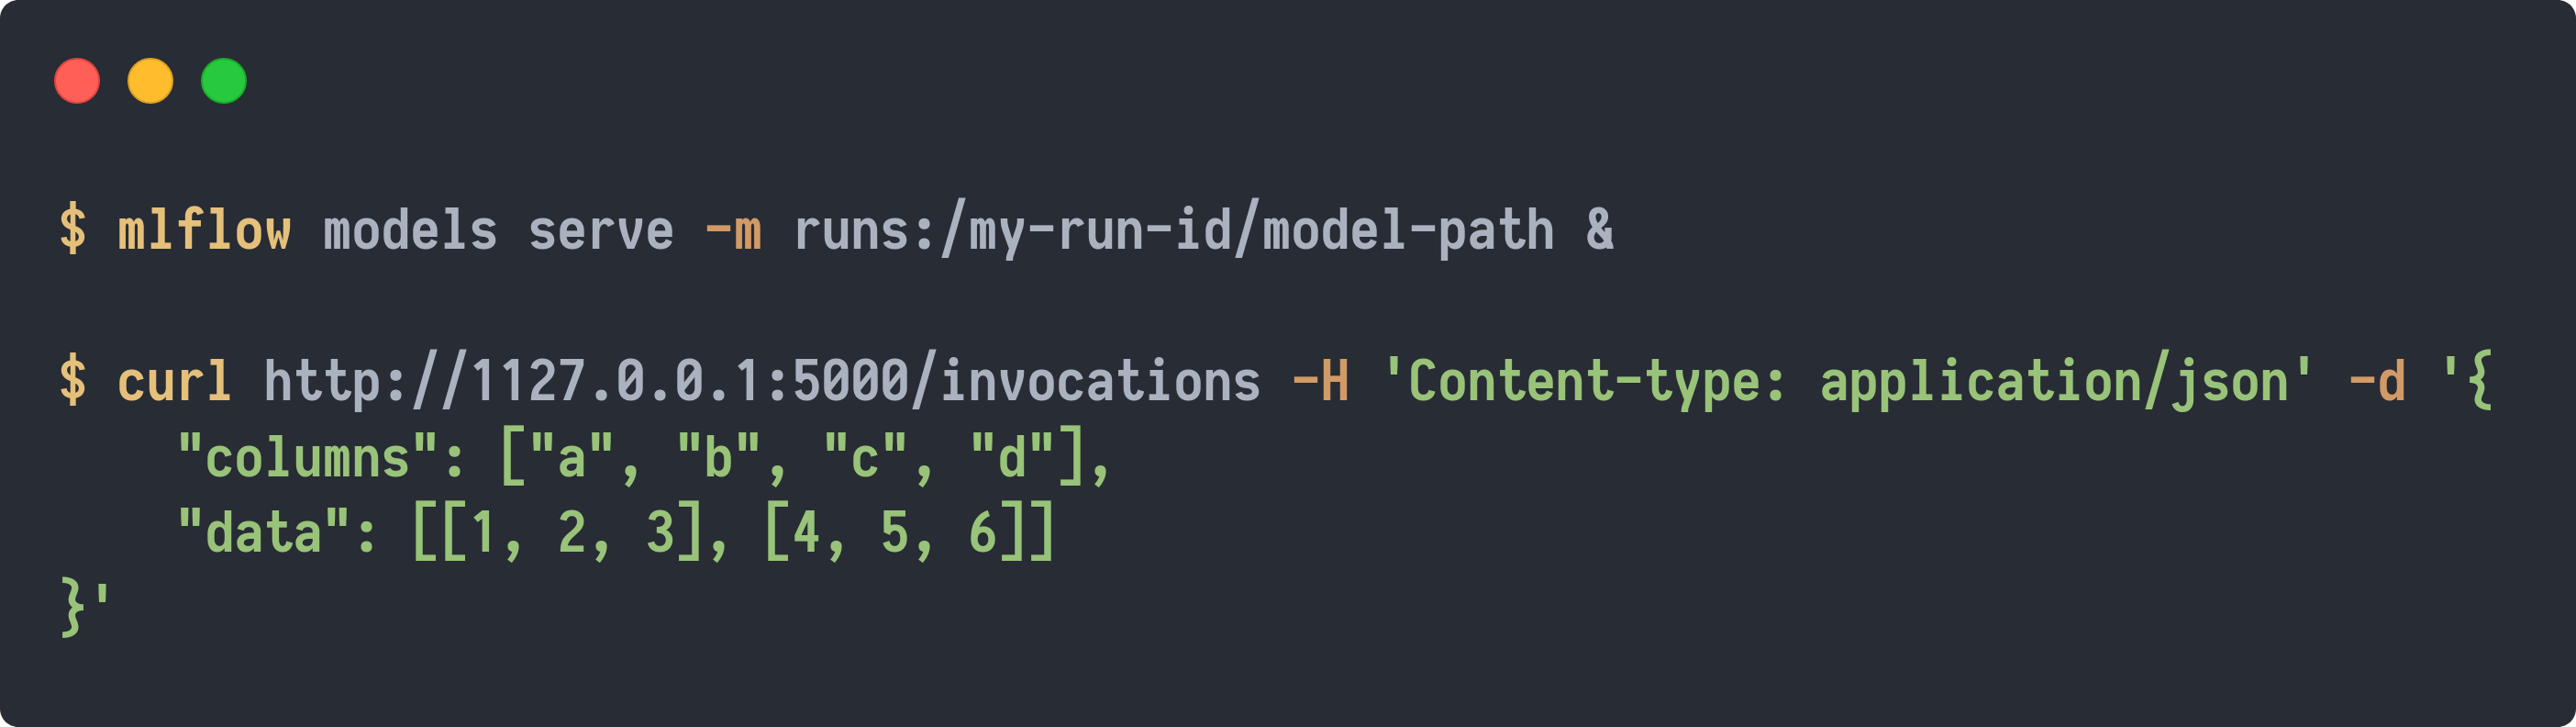 $ mlflow models serve -m runs:/my-run-id/model-path &
$ curl http://1127.0.0.1:5000/invocations -H 'Content-type: application/json' -d '{
    "columns": ["a", "b", "c", "d"],
    "data": [[1, 2, 3], [4, 5, 6]]
}'